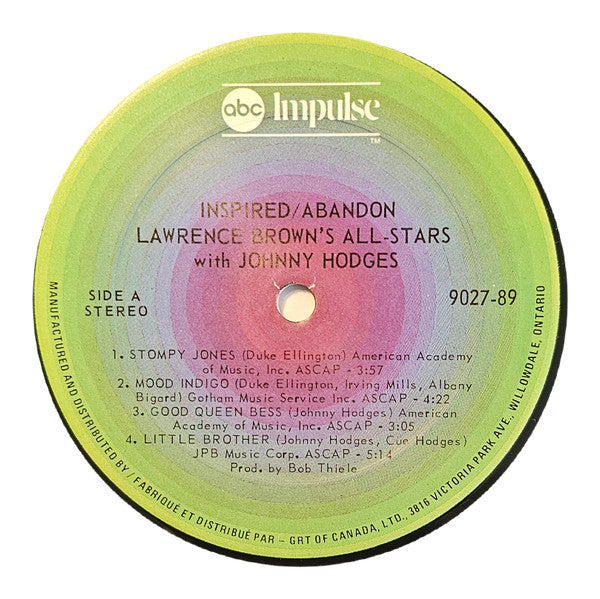 abc Impulse
TM
INSPIRED/ABANDON
LAWRENCE BROWN'S ALL-STARS
with JOHNNY HODGES
SIDE A
STEREO
9027-89
1. STOMPY JONES (Duke Ellington) American Academy
of Music, Inc. ASCAP - 3:57
2. MOOD INDIGO (Duke Ellington, Irving Mills, Albany
Bigard) Gotham Music Service Inc. ASCAP - 4:22
3. GOOD QUEEN BESS (Johnny Hodges) American
Academy of Music, Inc. ASCAP - 3:05
4. LITTLE BROTHER (Johnny Hodges, Cue Hodges)
JPB Music Corp. ASCAP - 5:14
Prod. by Bob Thiele
MANUFACTURED AND DISTRIBUTED BY / FABRIQUÉ ET DISTRIBUÉ PAR - GRT OF CANADA, LTD., 3816 VICTORIA PARK AVE., WILLOWDALE, ONTARIO